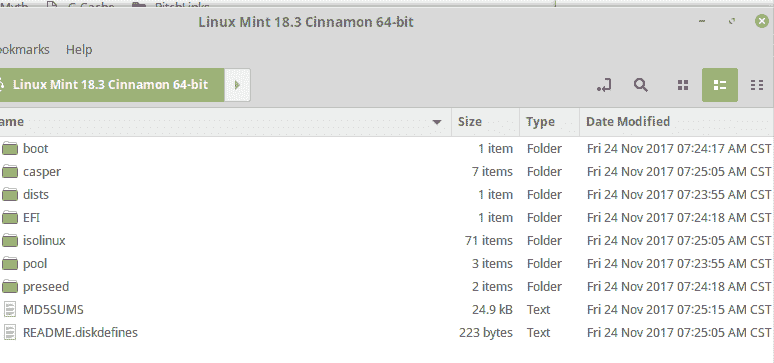 Linux Mint 18.3 Cinnamon 64-bit
Help
Linux Mint 18.3 Cinnamon 64-bit
Size Type Date Modified
boot 1 item Folder Fri 24 Nov 2017 07:24:17 AM CST
casper 7 items Folder Fri 24 Nov 2017 07:25:05 AM CST
dists 1 item Folder Fri 24 Nov 2017 07:23:55 AM CST
EFI 1 item Folder Fri 24 Nov 2017 07:24:18 AM CST
isolinux 71 items Folder Fri 24 Nov 2017 07:25:05 AM CST
pool 3 items Folder Fri 24 Nov 2017 07:23:55 AM CST
preseed 2 items Folder Fri 24 Nov 2017 07:24:18 AM CST
MD5SUMS 24.9 kB Text Fri 24 Nov 2017 07:25:15 AM CST
README.diskdefines 223 bytes Text Fri 24 Nov 2017 07:25:05 AM CST